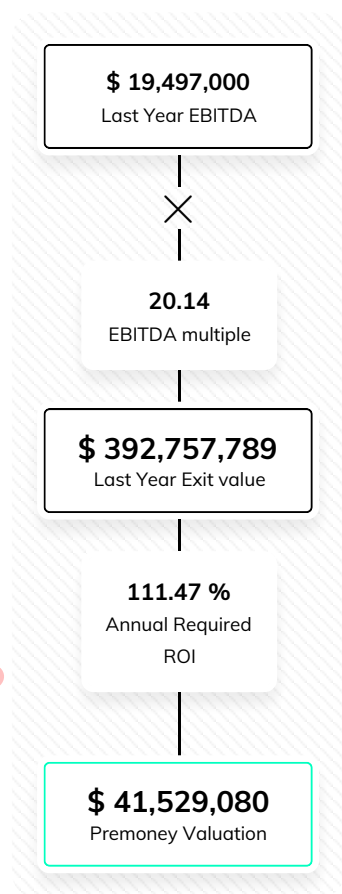 $ 19,497,000
Last Year EBITDA
20.14
EBITDA multiple
$ 392,757,789
Last Year Exit value
111.47 %
Annual Required
ROI
$ 41,529,080
Premoney Valuation